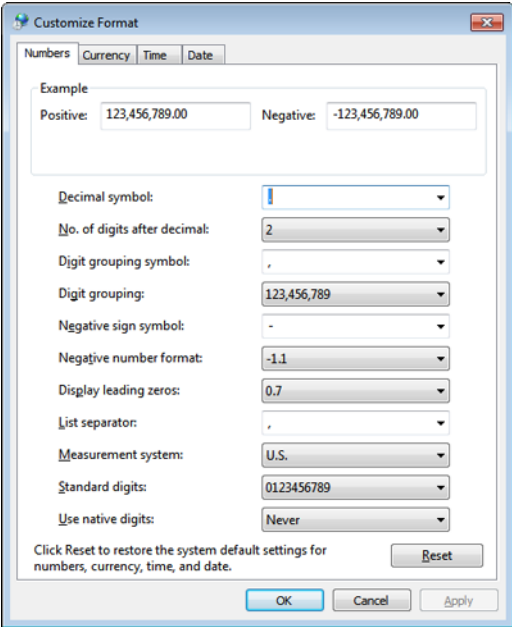 Customize Format
Numbers Currency Time Date
Example
Positive: 123,456,789.00 Negative: -123,456,789.00
Decimal symbol: .
No. of digits after decimal: 2
Digit grouping symbol: ,
Digit grouping: 123,456,789
Negative sign symbol: -
Negative number format: -1.1
Display leading zeros: 0.7
List separator: ,
Measurement system: U.S.
Standard digits: 0123456789
Use native digits: Never
Click Reset to restore the system default settings for
numbers, currency, time, and date.
Reset
OK Cancel Apply